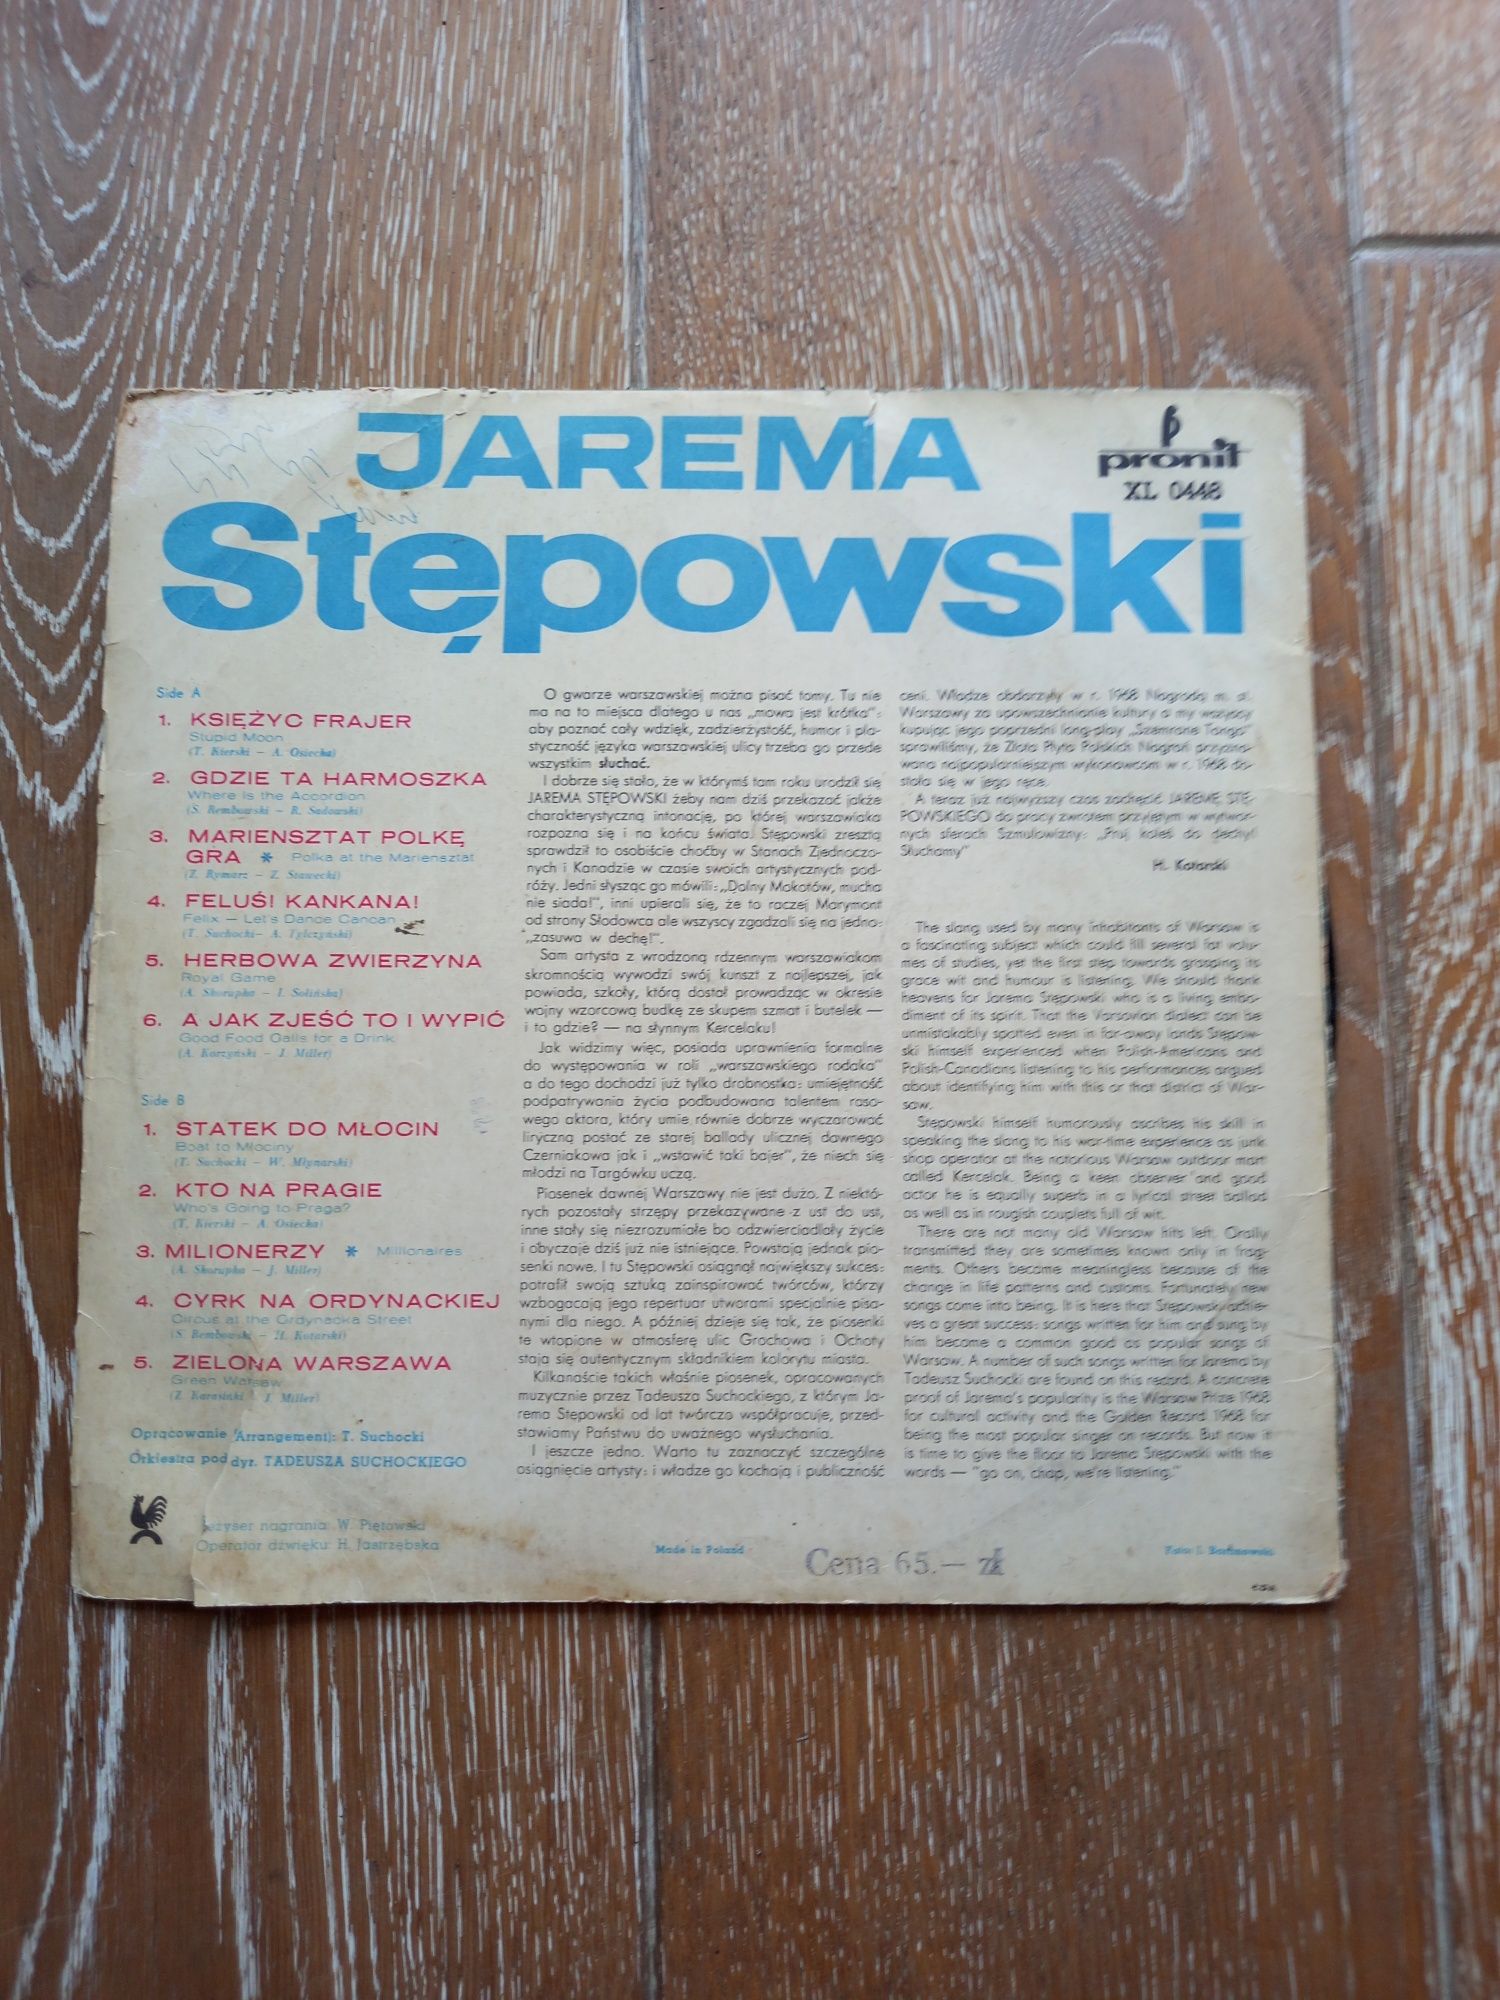 JAREMA
Stępowski
pronit
XL 0448
Side A
1. KSIĘŻYC FRAJER
Stupid Moon
(T. Kierski – A. Osiecka)
2. GDZIE TA HARMOSZKA
Where Is the Accordion
(S. Rembowski – R. Sadowski)
3. MARIENSZTAT POLKĘ
GRA * Polka at the Mariensztat
(Z. Rymarz – Z. Stawecki)
4. FELUŚ! KANKANA!
Felix – Let's Dance Cancan
(T. Suchocki – A. Tylczyński)
5. HERBOWA ZWIERZYNA
Royal Game
(A. Skorupka – I. Solińska)
6. A JAK ZJEŚĆ TO I WYPIĆ
Good Food Calls for a Drink
(A. Korzyński – J. Miller)
Side B
1. STATEK DO MŁOCIN
Boat to Młociny
(T. Suchocki – W. Młynarski)
2. KTO NA PRAGIE
Who's Going to Praga?
(T. Kierski – A. Osiecka)
3. MILIONERZY * Millionaires
(A. Skorupka – J. Miller)
4. CYRK NA ORDYNACKIEJ
Circus at the Ordynacka Street
(S. Rembowski – H. Kotarski)
5. ZIELONA WARSZAWA
Green Warsaw
(Z. Karasiński J. Miller)
Opracowanie (Arrangement): T. Suchocki
Orkiestra pod dyr. TADEUSZA SUCHOCKIEGO
Reżyser nagrania: W. Piętowski
Operator dźwięku: H. Jastrzębska
O gwarze warszawskiej można pisać tomy. Tu nie
ma na to miejsca dlatego u nas „mowa jest krótka”:
aby poznać cały wdzięk, zadzierżystość, humor i pla-
styczność języka warszawskiej ulicy trzeba go przede
wszystkim słuchać.
I dobrze się stało, że w którymś tam roku urodził się
JAREMA STĘPOWSKI żeby nam dziś przekazać jakże
charakterystyczną intonację, po której warszawiaka
rozpozna się i na końcu świata. Stępowski zresztą
sprawdził to osobiście choćby w Stanach Zjednoczo-
nych i Kanadzie w czasie swoich artystycznych pod-
róży. Jedni słysząc go mówili: „Dolny Mokotów, mucha
nie siada!”, inni upierali się, że to raczej Marymont
od strony Słodowca ale wszyscy zgadzali się na jedno:
„zasuwa w dechę!”.
Sam artysta z wrodzoną rdzennym warszawiakom
skromnością wywodzi swój kunszt z najlepszej, jak
powiada, szkoły, którą dostał prowadząc w okresie
wojny wzorcową budkę ze skupem szmat i butelek —
i to gdzie? — na słynnym Kercelaku!
Jak widzimy więc, posiada uprawnienia formalne
do występowania w roli „warszawskiego rodaka”
a do tego dochodzi już tylko drobnostka: umiejętność
podpatrywania życia podbudowana talentem raso-
wego aktora, który umie równie dobrze wyczarować
liryczną postać ze starej ballady ulicznej dawnego
Czerniakowa jak i „wstawić taki bajer”, że niech się
młodzi na Targówku uczą.
Piosenek dawnej Warszawy nie jest dużo. Z niektó-
rych pozostały strzępy przekazywane z ust do ust,
inne stały się niezrozumiałe bo odzwierciadlały życie
i obyczaje dziś już nie istniejące. Powstają jednak pio-
senki nowe. I tu Stępowski osiągnął największy sukces:
potrafił swoją sztuką zainspirować twórców, którzy
wzbogacają jego repertuar utworami specjalnie pisa-
nymi dla niego. A później dzieje się tak, że piosenki
te wtopione w atmosferę ulic Grochowa i Ochoty
stają się autentycznym składnikiem kolorytu miasta.
Kilkanaście takich właśnie piosenek, opracowanych
muzycznie przez Tadeusza Suchockiego, z którym Ja-
rema Stępowski od lat twórczo współpracuje, przed-
stawiamy Państwu do uważnego wysłuchania.
I jeszcze jedno. Warto tu zaznaczyć szczególne
osiągnięcie artysty: i władze go kochają i publiczność
ceni. Władze obdarzyły w r. 1968 Nagrodą m. st.
Warszawy za upowszechnianie kultury a my wszyscy
kupując jego poprzedni long-play „Szemrane Tango”
sprawiliśmy, że Złota Płyta Polskich Nagrań przyzna-
wana najpopularniejszym wykonawcom w r. 1968 do-
stała się w jego ręce.
A teraz już najwyższy czas zachęcić JAREMĘ STĘ-
POWSKIEGO do pracy zwrotem przyjętym w wytwor-
nych sferach Szmulowizny: „Pruj koleś do dechy!
Słuchamy”
H. Kotarski
The slang used by many inhabitants of Warsaw is
a fascinating subject which could fill several fat volu-
mes of studies, yet the first step towards grasping its
grace wit and humour is listening. We should thank
heavens for Jarema Stępowski who is a living embo-
diment of its spirit. That the Varsovian dialect can be
unmistakably spotted even in far-away lands Stępow-
ski himself experienced when Polish-Americans and
Polish-Canadians listening to his performances argued
about identifying him with this or that district of War-
saw.
Stępowski himself humorously ascribes his skill in
speaking the slang to his war-time experience as junk
shop operator at the notorious Warsaw outdoor mart
called Kercelak. Being a keen observer and good
actor he is equally superb in a lyrical street ballad
as well as in rougish couplets full of wit.
There are not many old Warsaw hits left. Orally
transmitted they are sometimes known only in frag-
ments. Others became meaningless because of the
change in life patterns and customs. Fortunately new
songs come into being. It is here that Stępowski achie-
ves a great success: songs written for him and sung by
him become a common good as popular songs of
Warsaw. A number of such songs written for Jarema by
Tadeusz Suchocki are found on this record. A concrete
proof of Jarema's popularity is the Warsaw Prize 1968
for cultural activity and the Golden Record 1968 for
being the most popular singer on records. But now it
is time to give the floor to Jarema Stępowski with the
words — "go on, chap, we're listening."
Made in Poland
Cena 65.— zł